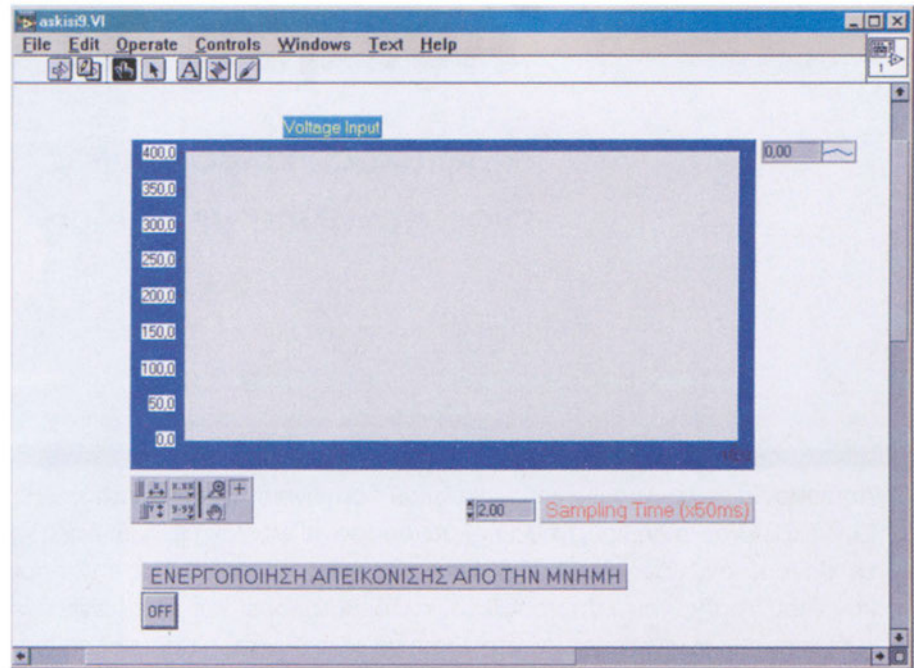 askisi9.VI
File Edit Operate Controls Windows Text Help
A
1
Voltage Input
400,0
0,00
350,0
300,0
250,0
200,0
150,0
100,0
50,0
0,0
2,00 Sampling Time (x50ms)
ΕΝΕΡΓΟΠΟΙΗΣΗ ΑΠΕΙΚΟΝΙΣΗΣ ΑΠΟ ΤΗΝ ΜΝΗΜΗ
OFF